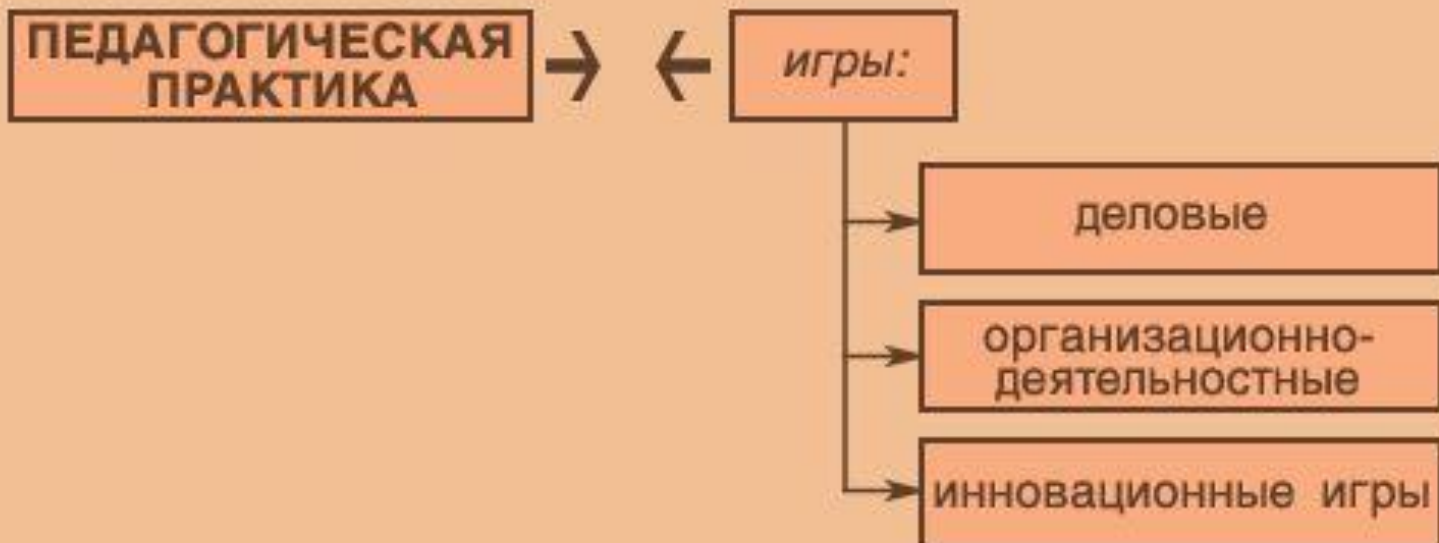 ПЕДАГОГИЧЕСКАЯ
ПРАКТИКА
игры:
деловые
организационно-
деятельностные
инновационные игры